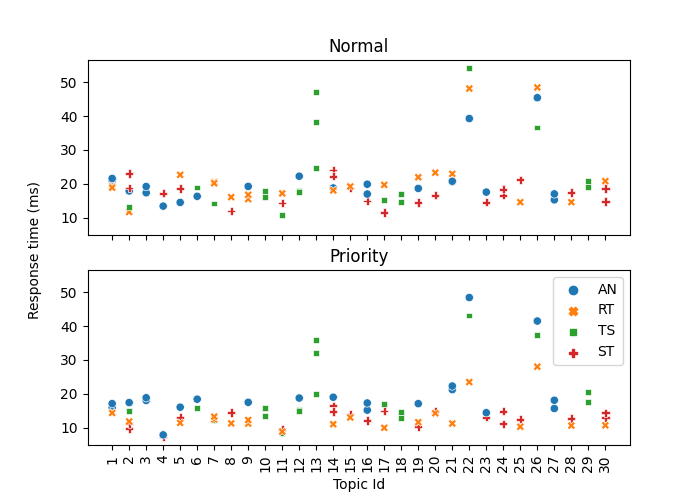 Normal
50
40
30
20
10
Response time (ms)
Priority
50
40
30
20
10
AN
RT
TS
ST
1 2 3 4 5 6 7 8 9 10 11 12 13 14 15 16 17 18 19 20 21 22 23 24 25 26 27 28 29 30
Topic Id